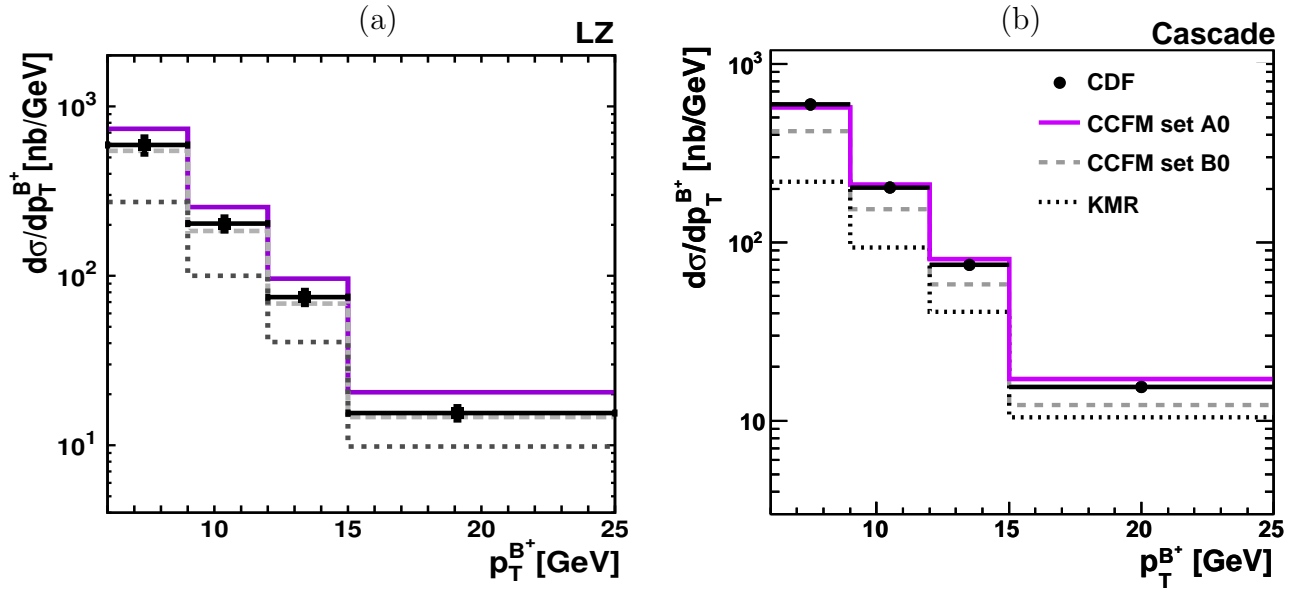 (a)
LZ
dσ/dp_T^{B^+} [nb/GeV]
10^3
10^2
10^1
10 15 20 25
p_T^{B^+} [GeV]
(b)
Cascade
dσ/dp_T^{B^+} [nb/GeV]
10^3
10^2
10
CDF
CCFM set A0
CCFM set B0
KMR
10 15 20 25
p_T^{B^+} [GeV]